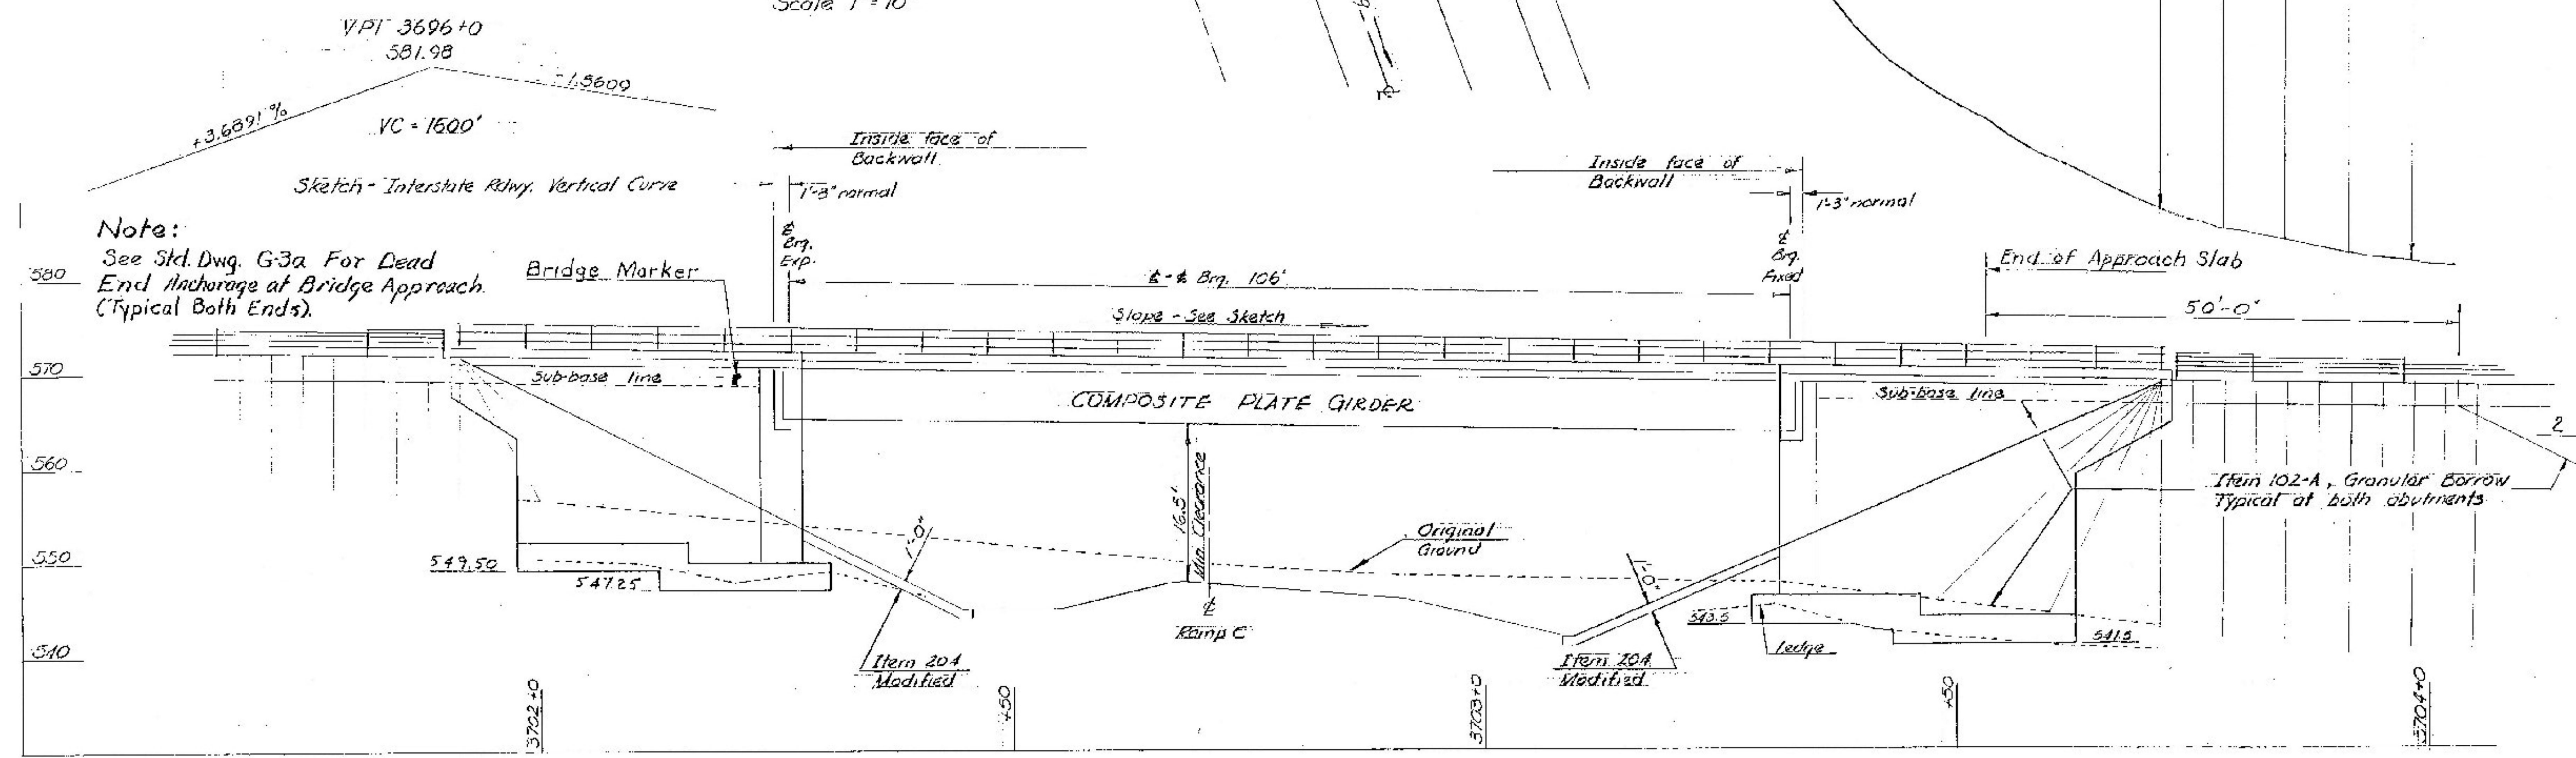 Scale 1"=10'
VPI 3696+0
581.98
+3.6891%
-1.5609
VC = 1600'
Sketch - Interstate Rdwy. Vertical Curve
Inside face of
Backwall
1'-3" normal
Inside face of
Backwall
1'-3" normal
Note:
See Std. Dwg. G-3a For Dead
End Anchorage at Bridge Approach.
(Typical Both Ends).
Bridge Marker
℄
Brg.
Exp.
℄-℄ Brg. 106'
℄
Brg.
Fixed
End of Approach Slab
50'-0"
Slope - See Sketch
580
570
560
550
540
Sub-base line
COMPOSITE PLATE GIRDER
Sub-base line
2
16.5'
Min. Clearance
Item 102-A, Granular Borrow
Typical at both abutments
Original
Ground
549.50
547.25
1'-0"
℄
Ramp C
1'-0"
543.5
541.5
Ledge
Item 204
Modified
Item 204
Modified
3702+0
+50
3703+0
+50
3704+0